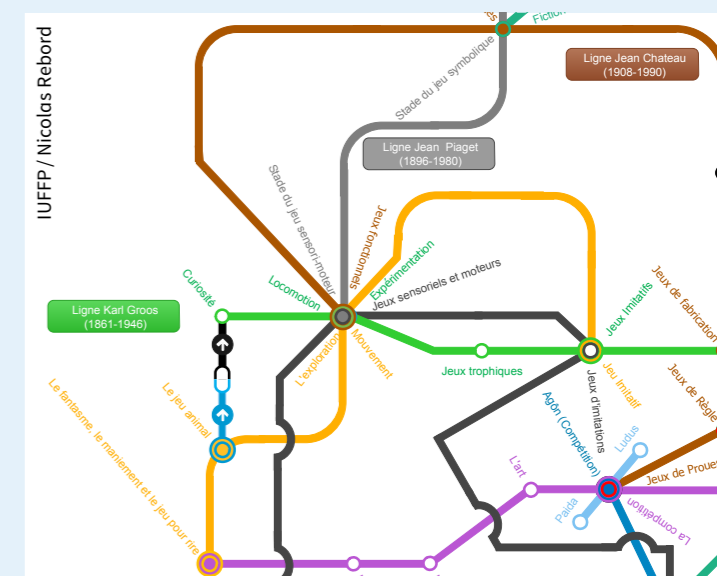 IUFFP / Nicolas Rebord
Fiction
Ligne Jean Chateau
(1908-1990)
Stade du jeu symbolique
Ligne Jean Piaget
(1896-1980)
Stade du jeu sensori-moteur
Jeux fonctionnels
Expérimentation
Jeux sensoriels et moteurs
Locomotion
Curiosité
Ligne Karl Groos
(1861-1946)
Jeux Imitatifs
Jeux de fabrication
L'exploration
Mouvement
Jeux trophiques
Jeu Imitatif
Jeux d'imitations
Jeux de Règle
Le jeu animal
Le fantasme, le maniement et le jeu pour rire
Agôn (Compétition)
Ludus
L'art
Jeux de Proues
Paida
La compétition